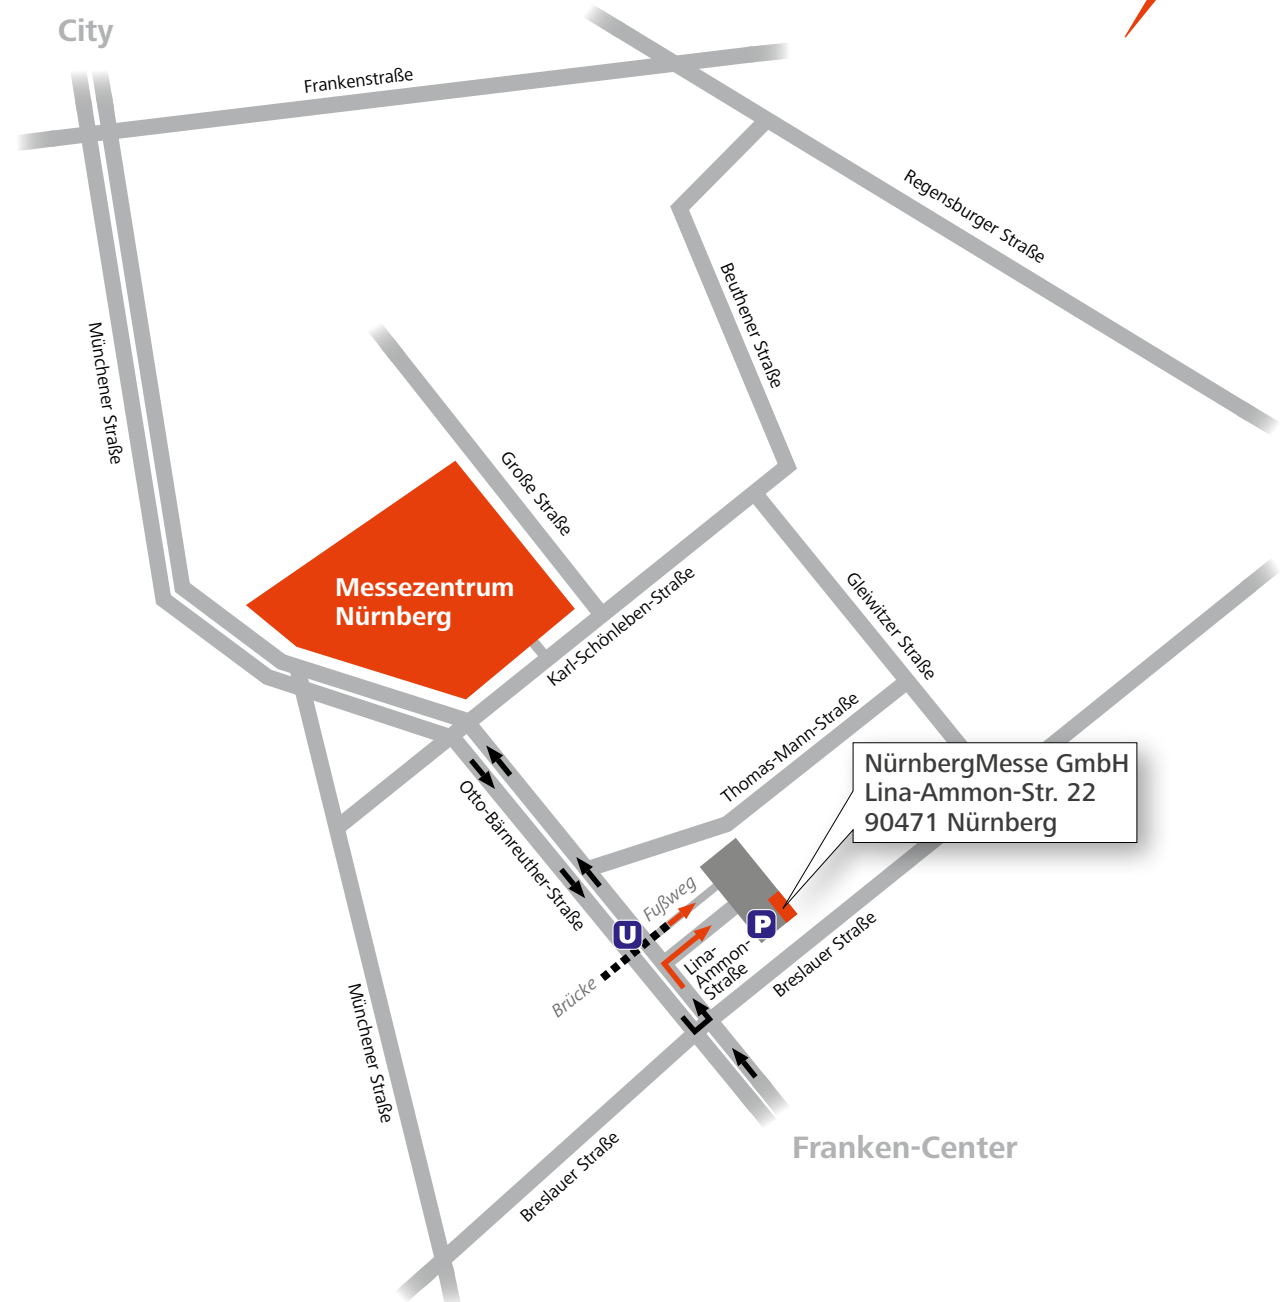 City
Frankenstraße
Regensburger Straße
Beuthener Straße
Münchener Straße
Große Straße
Messezentrum
Nürnberg
Karl-Schönleben-Straße
Gleiwitzer Straße
Thomas-Mann-Straße
NürnbergMesse GmbH
Lina-Ammon-Str. 22
90471 Nürnberg
Otto-Bärnreuther-Straße
Fußweg
U
P
Lina-
Ammon-
Straße
Breslauer Straße
Brücke
Münchener Straße
Franken-Center
Breslauer Straße